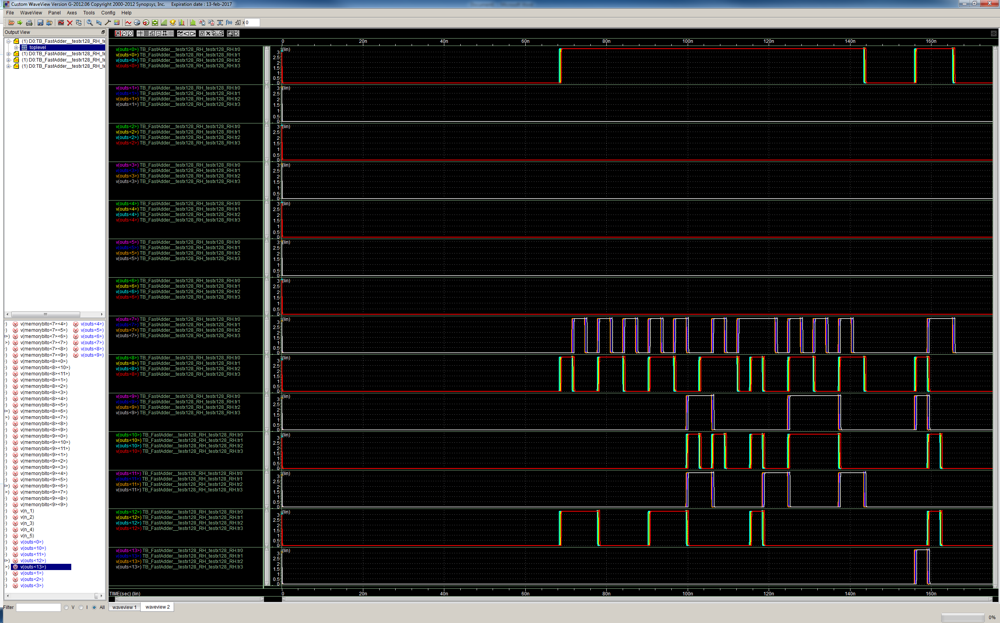 Custom WaveView Version G-2012.06 Copyright 2000-2012 Synopsys, Inc. Expiration date : 13-feb-2017
File WaveView Panel Axes Tools Config Help
x 0
Output View
(1) D0:TB_FastAdder__testx128_RH_te
toplevel
(1) D0:TB_FastAdder__testx128_RH_te
(1) D0:TB_FastAdder__testx128_RH_te
(1) D0:TB_FastAdder__testx128_RH_te
v(memorybito<7><4>) v(outs<4>)
v(memorybito<7><5>) v(outs<5>)
v(memorybito<7><6>) v(outs<6>)
v(memorybito<7><7>) v(outs<7>)
v(memorybito<7><8>) v(outs<8>)
v(memorybito<7><9>) v(outs<9>)
v(memorybito<8><0>)
v(memorybito<8><10>)
v(memorybito<8><11>)
v(memorybito<8><1>)
v(memorybito<8><2>)
v(memorybito<8><3>)
v(memorybito<8><4>)
v(memorybito<8><5>)
v(memorybito<8><6>)
v(memorybito<8><7>)
v(memorybito<8><8>)
v(memorybito<8><9>)
v(memorybito<9><0>)
v(memorybito<9><10>)
v(memorybito<9><11>)
v(memorybito<9><1>)
v(memorybito<9><2>)
v(memorybito<9><3>)
v(memorybito<9><4>)
v(memorybito<9><5>)
v(memorybito<9><6>)
v(memorybito<9><7>)
v(memorybito<9><8>)
v(memorybito<9><9>)
v(n_1)
v(n_2)
v(n_3)
v(n_4)
v(n_5)
v(outs<0>)
v(outs<10>)
v(outs<11>)
v(outs<12>)
v(outs<13>)
v(outs<1>)
v(outs<2>)
v(outs<3>)
Filter V I All
0 20n 40n 60n 80n 100n 120n 140n 160n
v(outs<0>) TB_FastAdder__testx128_RH_testx128_RH.tr0
v(outs<0>) TB_FastAdder__testx128_RH_testx128_RH.tr1
v(outs<0>) TB_FastAdder__testx128_RH_testx128_RH.tr2
v(outs<0>) TB_FastAdder__testx128_RH_testx128_RH.tr3
(lin)
3
2.5
2
1.5
1
0.5
0
v(outs<1>) TB_FastAdder__testx128_RH_testx128_RH.tr0
v(outs<1>) TB_FastAdder__testx128_RH_testx128_RH.tr1
v(outs<1>) TB_FastAdder__testx128_RH_testx128_RH.tr2
v(outs<1>) TB_FastAdder__testx128_RH_testx128_RH.tr3
(lin)
3
2.5
2
1.5
1
0.5
0
v(outs<2>) TB_FastAdder__testx128_RH_testx128_RH.tr0
v(outs<2>) TB_FastAdder__testx128_RH_testx128_RH.tr1
v(outs<2>) TB_FastAdder__testx128_RH_testx128_RH.tr2
v(outs<2>) TB_FastAdder__testx128_RH_testx128_RH.tr3
(lin)
3
2.5
2
1.5
1
0.5
0
v(outs<3>) TB_FastAdder__testx128_RH_testx128_RH.tr0
v(outs<3>) TB_FastAdder__testx128_RH_testx128_RH.tr1
v(outs<3>) TB_FastAdder__testx128_RH_testx128_RH.tr2
v(outs<3>) TB_FastAdder__testx128_RH_testx128_RH.tr3
(lin)
3
2.5
2
1.5
1
0.5
0
v(outs<4>) TB_FastAdder__testx128_RH_testx128_RH.tr0
v(outs<4>) TB_FastAdder__testx128_RH_testx128_RH.tr1
v(outs<4>) TB_FastAdder__testx128_RH_testx128_RH.tr2
v(outs<4>) TB_FastAdder__testx128_RH_testx128_RH.tr3
(lin)
3
2.5
2
1.5
1
0.5
0
v(outs<5>) TB_FastAdder__testx128_RH_testx128_RH.tr0
v(outs<5>) TB_FastAdder__testx128_RH_testx128_RH.tr1
v(outs<5>) TB_FastAdder__testx128_RH_testx128_RH.tr2
v(outs<5>) TB_FastAdder__testx128_RH_testx128_RH.tr3
(lin)
3
2.5
2
1.5
1
0.5
0
v(outs<6>) TB_FastAdder__testx128_RH_testx128_RH.tr0
v(outs<6>) TB_FastAdder__testx128_RH_testx128_RH.tr1
v(outs<6>) TB_FastAdder__testx128_RH_testx128_RH.tr2
v(outs<6>) TB_FastAdder__testx128_RH_testx128_RH.tr3
(lin)
3
2.5
2
1.5
1
0.5
0
v(outs<7>) TB_FastAdder__testx128_RH_testx128_RH.tr0
v(outs<7>) TB_FastAdder__testx128_RH_testx128_RH.tr1
v(outs<7>) TB_FastAdder__testx128_RH_testx128_RH.tr2
v(outs<7>) TB_FastAdder__testx128_RH_testx128_RH.tr3
(lin)
3
2.5
2
1.5
1
0.5
0
v(outs<8>) TB_FastAdder__testx128_RH_testx128_RH.tr0
v(outs<8>) TB_FastAdder__testx128_RH_testx128_RH.tr1
v(outs<8>) TB_FastAdder__testx128_RH_testx128_RH.tr2
v(outs<8>) TB_FastAdder__testx128_RH_testx128_RH.tr3
(lin)
3
2.5
2
1.5
1
0.5
0
v(outs<9>) TB_FastAdder__testx128_RH_testx128_RH.tr0
v(outs<9>) TB_FastAdder__testx128_RH_testx128_RH.tr1
v(outs<9>) TB_FastAdder__testx128_RH_testx128_RH.tr2
v(outs<9>) TB_FastAdder__testx128_RH_testx128_RH.tr3
(lin)
3
2.5
2
1.5
1
0.5
0
v(outs<10>) TB_FastAdder__testx128_RH_testx128_RH.tr0
v(outs<10>) TB_FastAdder__testx128_RH_testx128_RH.tr1
v(outs<10>) TB_FastAdder__testx128_RH_testx128_RH.tr2
v(outs<10>) TB_FastAdder__testx128_RH_testx128_RH.tr3
(lin)
3
2.5
2
1.5
1
0.5
0
v(outs<11>) TB_FastAdder__testx128_RH_testx128_RH.tr0
v(outs<11>) TB_FastAdder__testx128_RH_testx128_RH.tr1
v(outs<11>) TB_FastAdder__testx128_RH_testx128_RH.tr2
v(outs<11>) TB_FastAdder__testx128_RH_testx128_RH.tr3
(lin)
3
2.5
2
1.5
1
0.5
0
v(outs<12>) TB_FastAdder__testx128_RH_testx128_RH.tr0
v(outs<12>) TB_FastAdder__testx128_RH_testx128_RH.tr1
v(outs<12>) TB_FastAdder__testx128_RH_testx128_RH.tr2
v(outs<12>) TB_FastAdder__testx128_RH_testx128_RH.tr3
(lin)
3
2.5
2
1.5
1
0.5
0
v(outs<13>) TB_FastAdder__testx128_RH_testx128_RH.tr0
v(outs<13>) TB_FastAdder__testx128_RH_testx128_RH.tr1
v(outs<13>) TB_FastAdder__testx128_RH_testx128_RH.tr2
v(outs<13>) TB_FastAdder__testx128_RH_testx128_RH.tr3
(lin)
3
2.5
2
1.5
1
0.5
0
TIME(sec) (lin) 0 20n 40n 60n 80n 100n 120n 140n 160n
waveview 1 waveview 2
0%